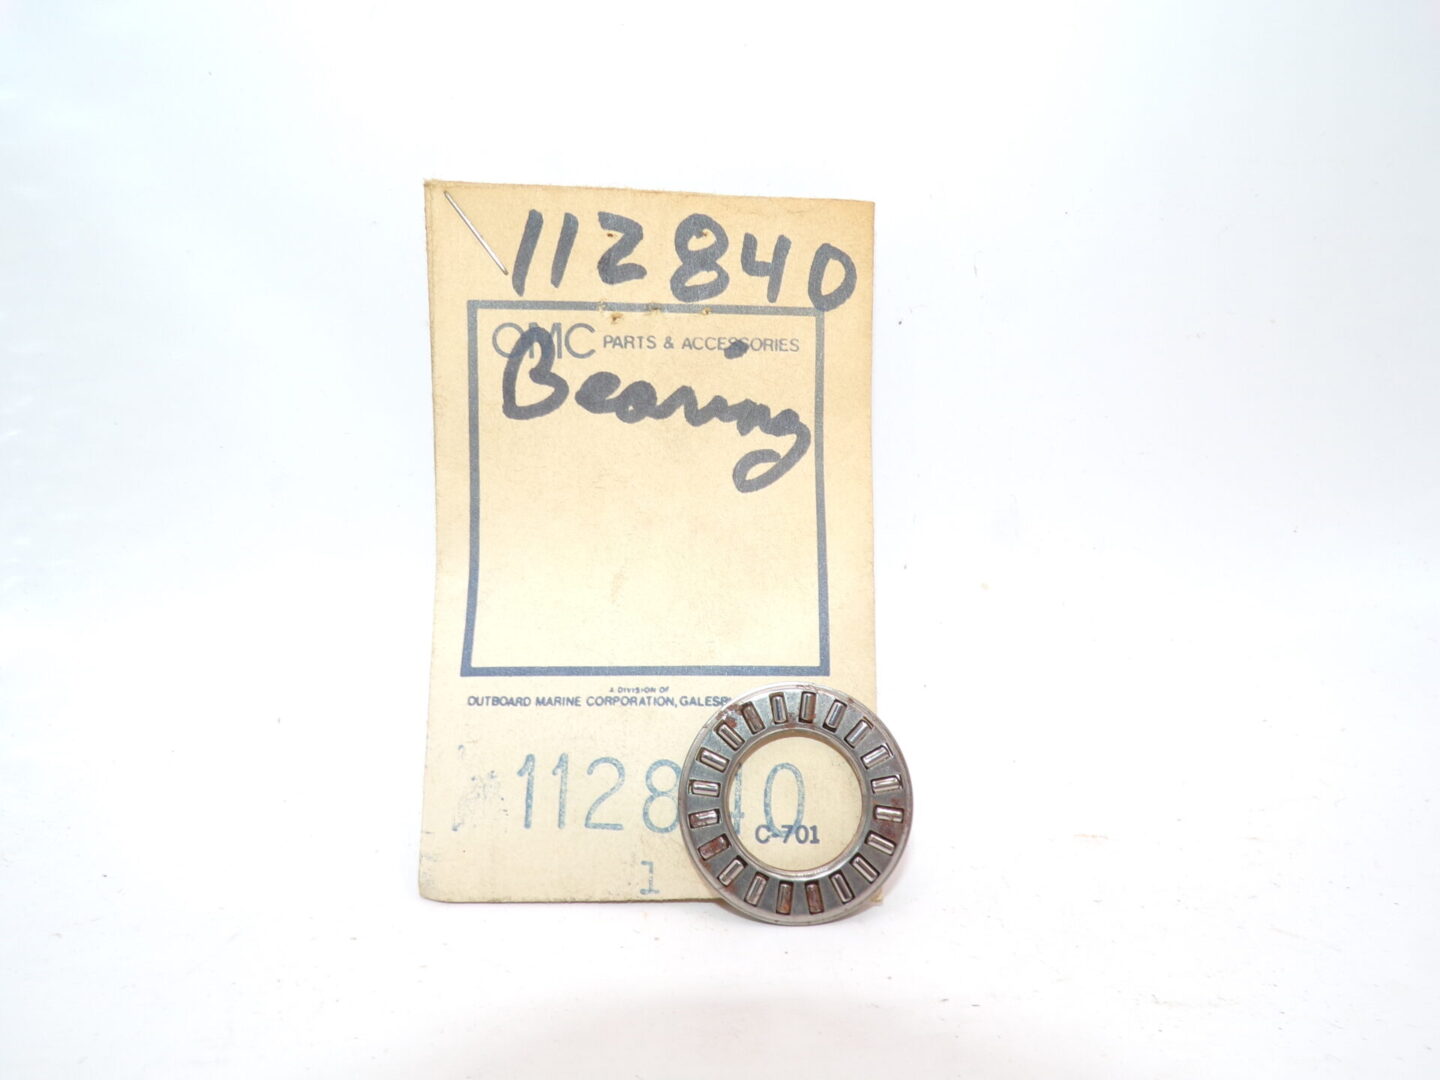 112840
OMC PARTS & ACCESSORIES
Bearing
A DIVISION OF
OUTBOARD MARINE CORPORATION, GALESB
112840
C-701
1